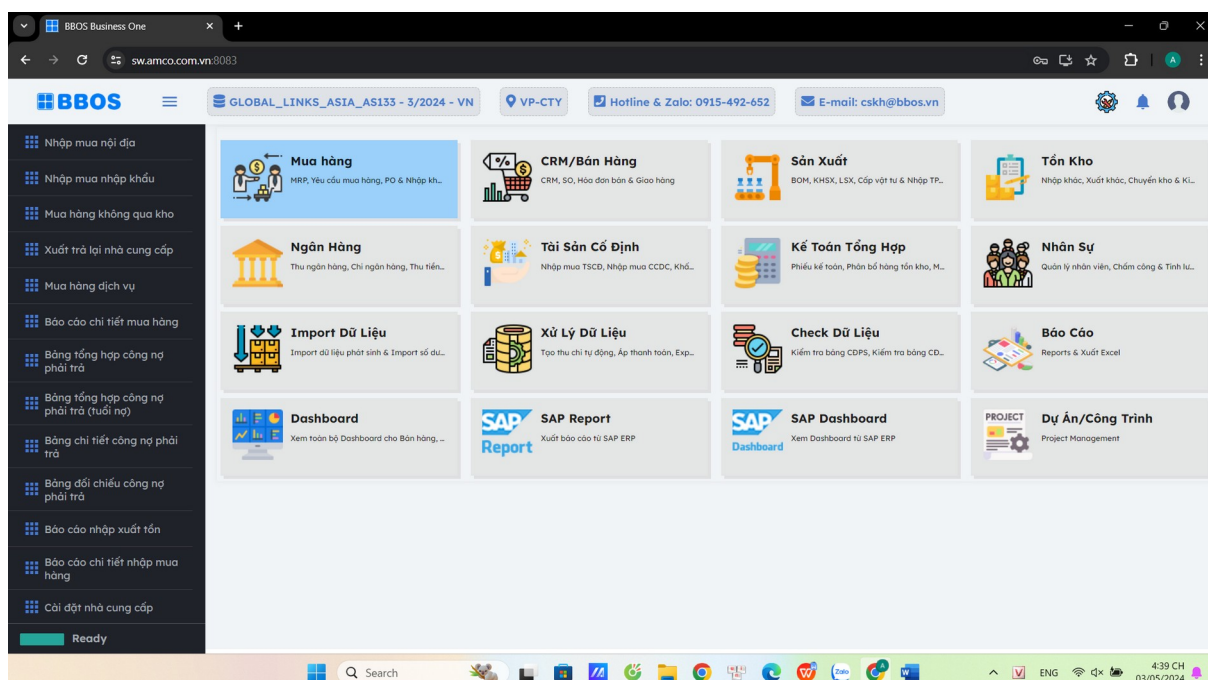 BBOS Business One
sw.amco.com.vn:8083
A
BBOS
GLOBAL_LINKS_ASIA_AS133 - 3/2024 - VN
VP-CTY
Hotline & Zalo: 0915-492-652
E-mail: cskh@bbos.vn
Nhập mua nội địa
Nhập mua nhập khẩu
Mua hàng không qua kho
Xuất trả lại nhà cung cấp
Mua hàng dịch vụ
Báo cáo chi tiết mua hàng
Bảng tổng hợp công nợ
phải trả
Bảng tổng hợp công nợ
phải trả (tuổi nợ)
Bảng chi tiết công nợ phải
trả
Bảng đối chiếu công nợ
phải trả
Báo cáo nhập xuất tồn
Báo cáo chi tiết nhập mua
hàng
Cài đặt nhà cung cấp
Ready
Mua hàng
MRP, Yêu cầu mua hàng, PO & Nhập kh...
CRM/Bán Hàng
CRM, SO, Hóa đơn bán & Giao hàng
Sản Xuất
BOM, KHSX, LSX, Cấp vật tư & Nhập TP...
Tồn Kho
Nhập khác, Xuất khác, Chuyển kho & Ki...
Ngân Hàng
Thu ngân hàng, Chi ngân hàng, Thu tiền...
Tài Sản Cố Định
Nhập mua TSCĐ, Nhập mua CCDC, Khấ...
Kế Toán Tổng Hợp
Phiếu kế toán, Phân bổ hàng tồn kho, M...
Nhân Sự
Quản lý nhân viên, Chấm công & Tính lư...
Import Dữ Liệu
Import dữ liệu phát sinh & Import số dư...
Xử Lý Dữ Liệu
Tạo thu chi tự động, Áp thanh toán, Exp...
Check Dữ Liệu
Kiểm tra bảng CDPS, Kiểm tra bảng CĐ...
Báo Cáo
Reports & Xuất Excel
Dashboard
Xem toàn bộ Dashboard cho Bán hàng, ...
SAP
Report
SAP Report
Xuất báo cáo từ SAP ERP
SAP
Dashboard
SAP Dashboard
Xem Dashboard từ SAP ERP
PROJECT
Dự Án/Công Trình
Project Management
Search
Zalo
ENG
4:39 CH
03/05/2024